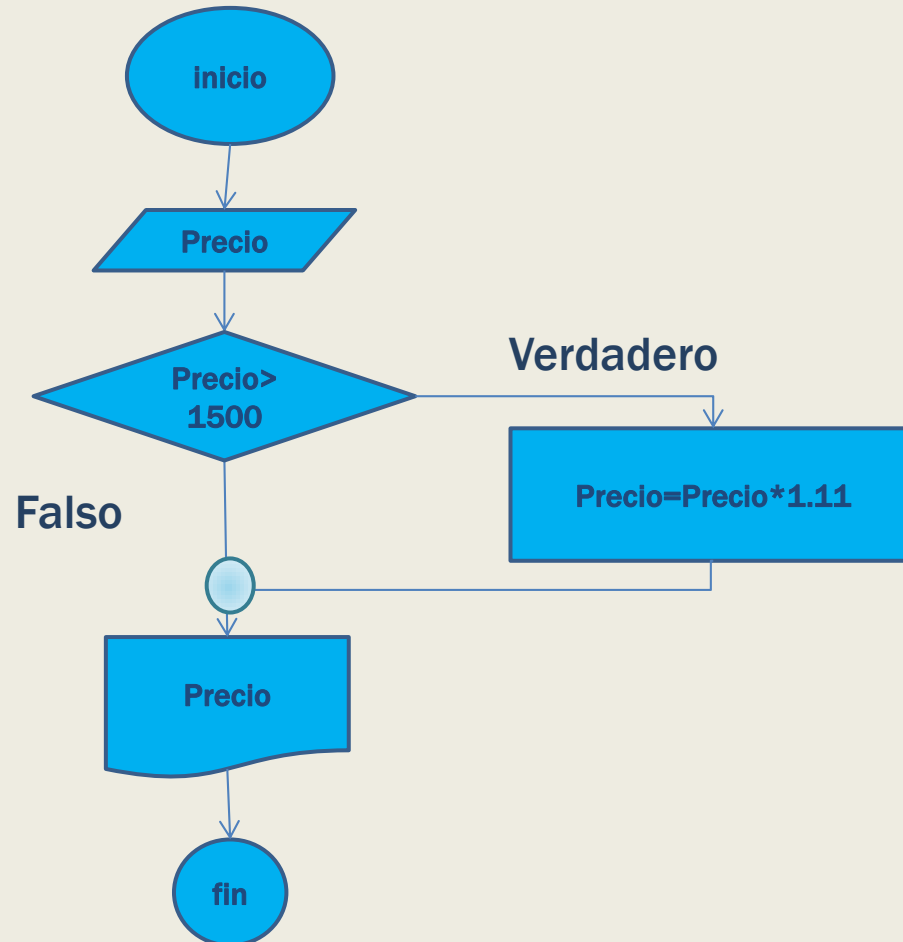 inicio
Precio
Precio>
1500
Verdadero
Precio=Precio*1.11
Falso
Precio
fin